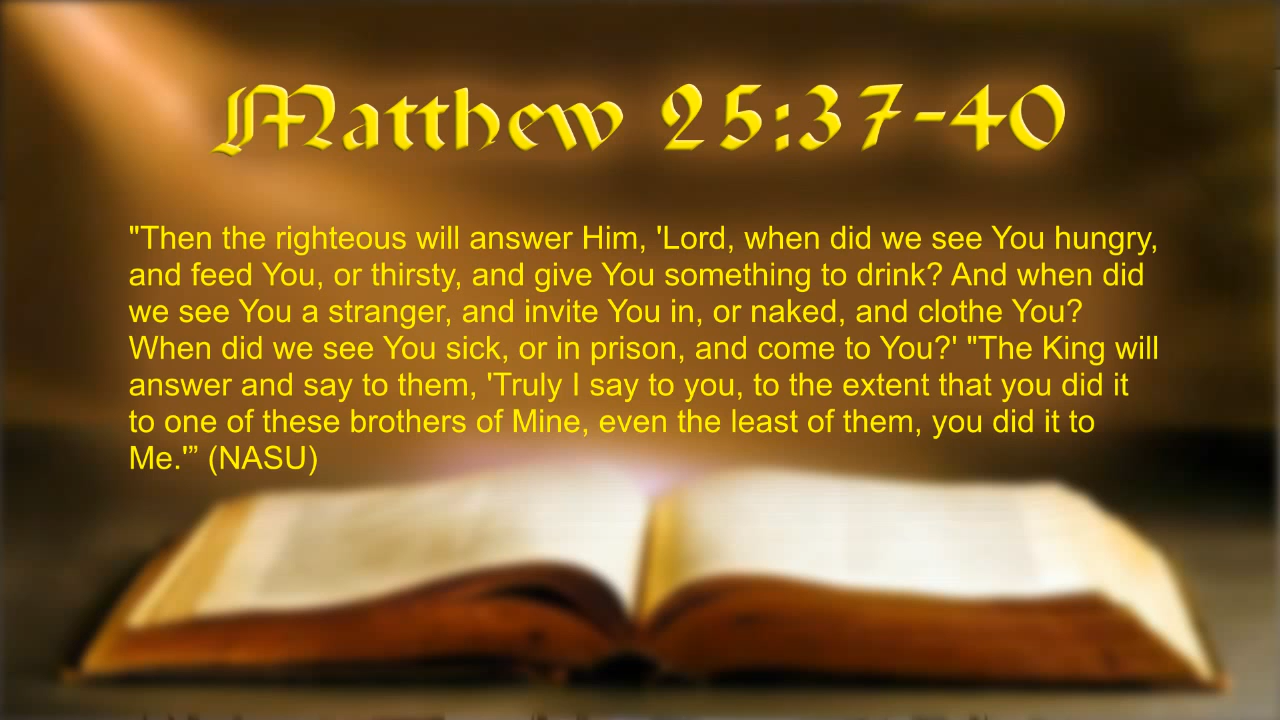 Matthew 25:37-40
"Then the righteous will answer Him, 'Lord, when did we see You hungry,
and feed You, or thirsty, and give You something to drink? And when did
we see You a stranger, and invite You in, or naked, and clothe You?
When did we see You sick, or in prison, and come to You?' "The King will
answer and say to them, 'Truly I say to you, to the extent that you did it
to one of these brothers of Mine, even the least of them, you did it to
Me.'” (NASU)